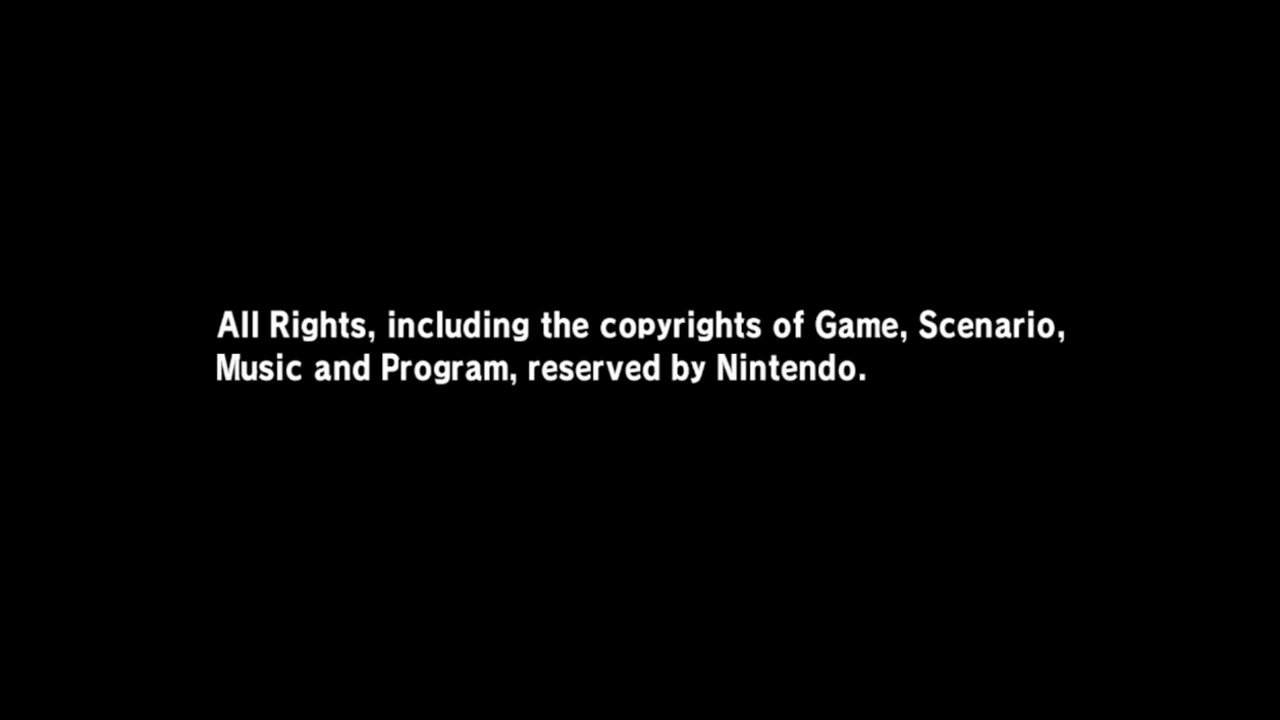 All Rights, including the copyrights of Game, Scenario,
Music and Program, reserved by Nintendo.